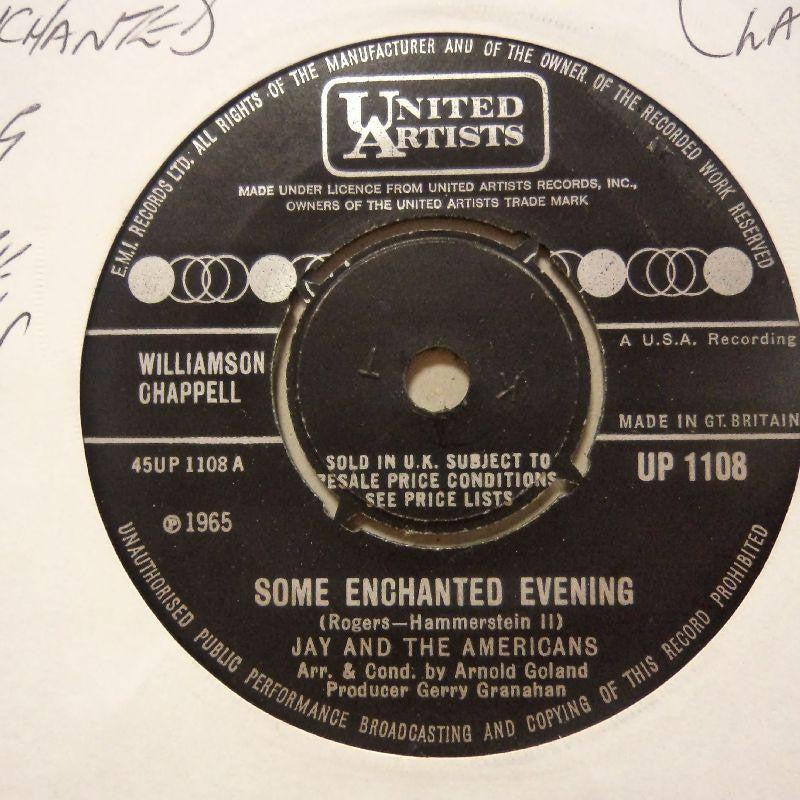 E.M.I. RECORDS LTD. ALL RIGHTS OF THE MANUFACTURER AND OF THE OWNER OF THE RECORDED WORK RESERVED
UNITED
ARTISTS
MADE UNDER LICENCE FROM UNITED ARTISTS RECORDS, INC.,
OWNERS OF THE UNITED ARTISTS TRADE MARK
A U.S.A. Recording
WILLIAMSON
CHAPPELL
MADE IN GT. BRITAIN
45UP 1108 A
UP 1108
SOLD IN U.K. SUBJECT TO
RESALE PRICE CONDITIONS
SEE PRICE LISTS
℗ 1965
SOME ENCHANTED EVENING
(Rogers—Hammerstein II)
JAY AND THE AMERICANS
Arr. & Cond. by Arnold Goland
Producer Gerry Granahan
UNAUTHORISED PUBLIC PERFORMANCE BROADCASTING AND COPYING OF THIS RECORD PROHIBITED